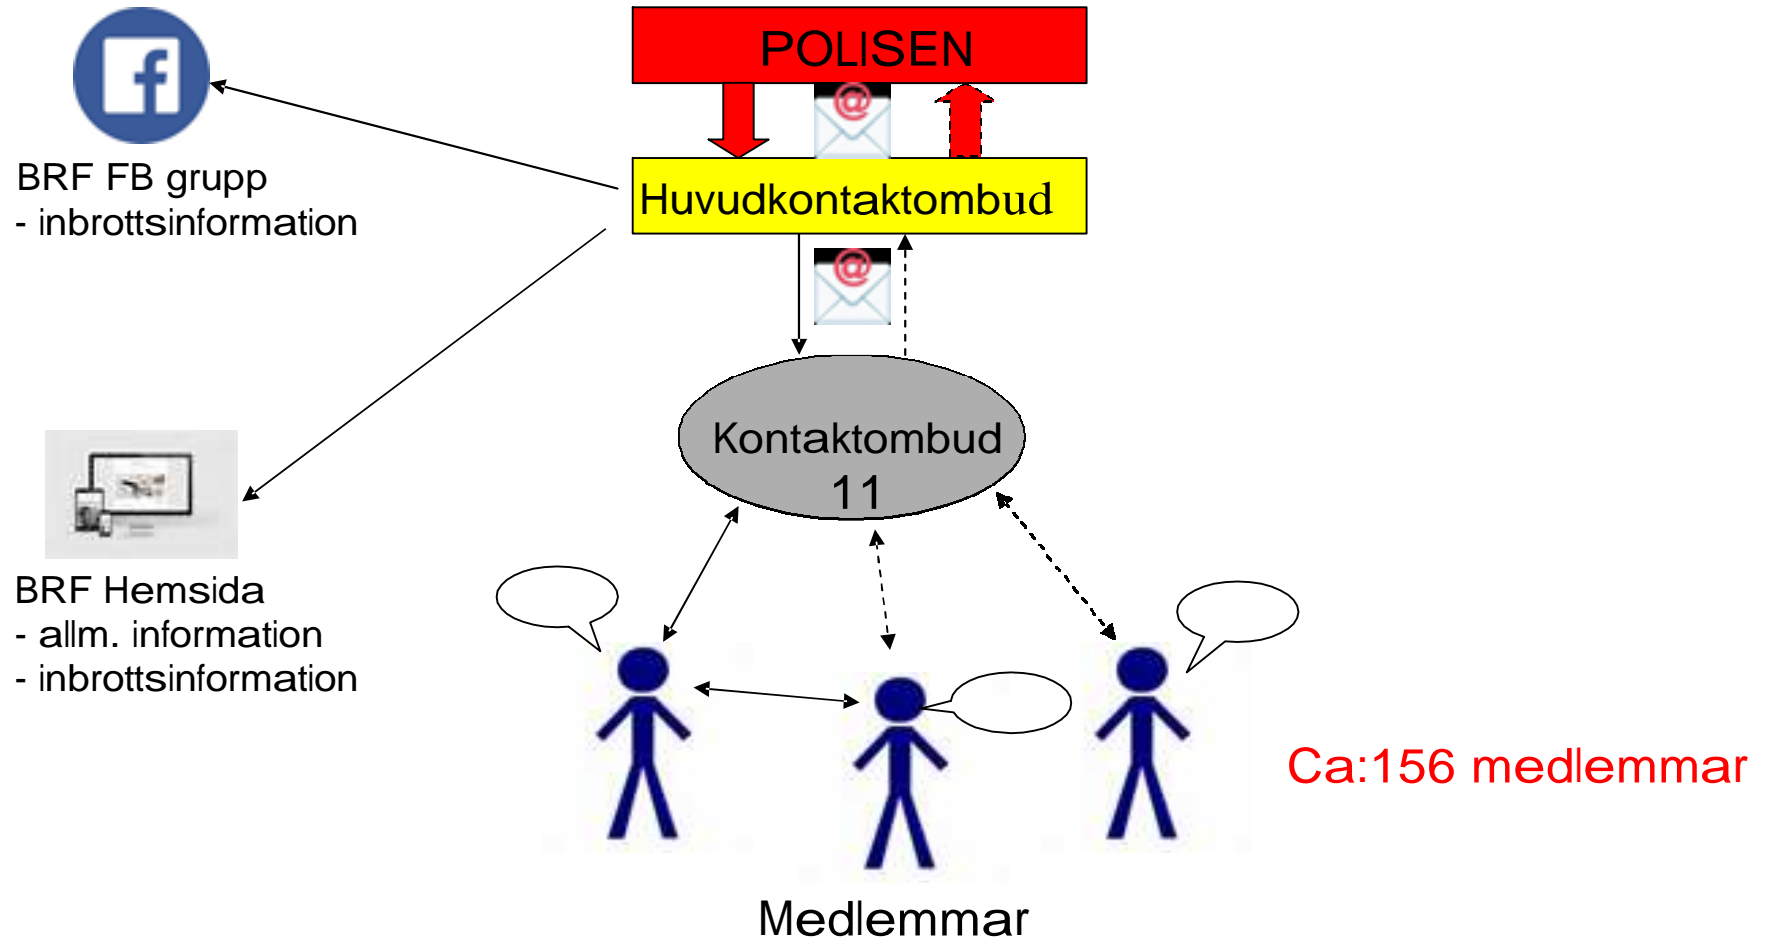 POLISEN
Huvudkontaktombud
BRF FB grupp
- inbrottsinformation
Kontaktombud
11
BRF Hemsida
- allm. information
- inbrottsinformation
Ca:156 medlemmar
Medlemmar